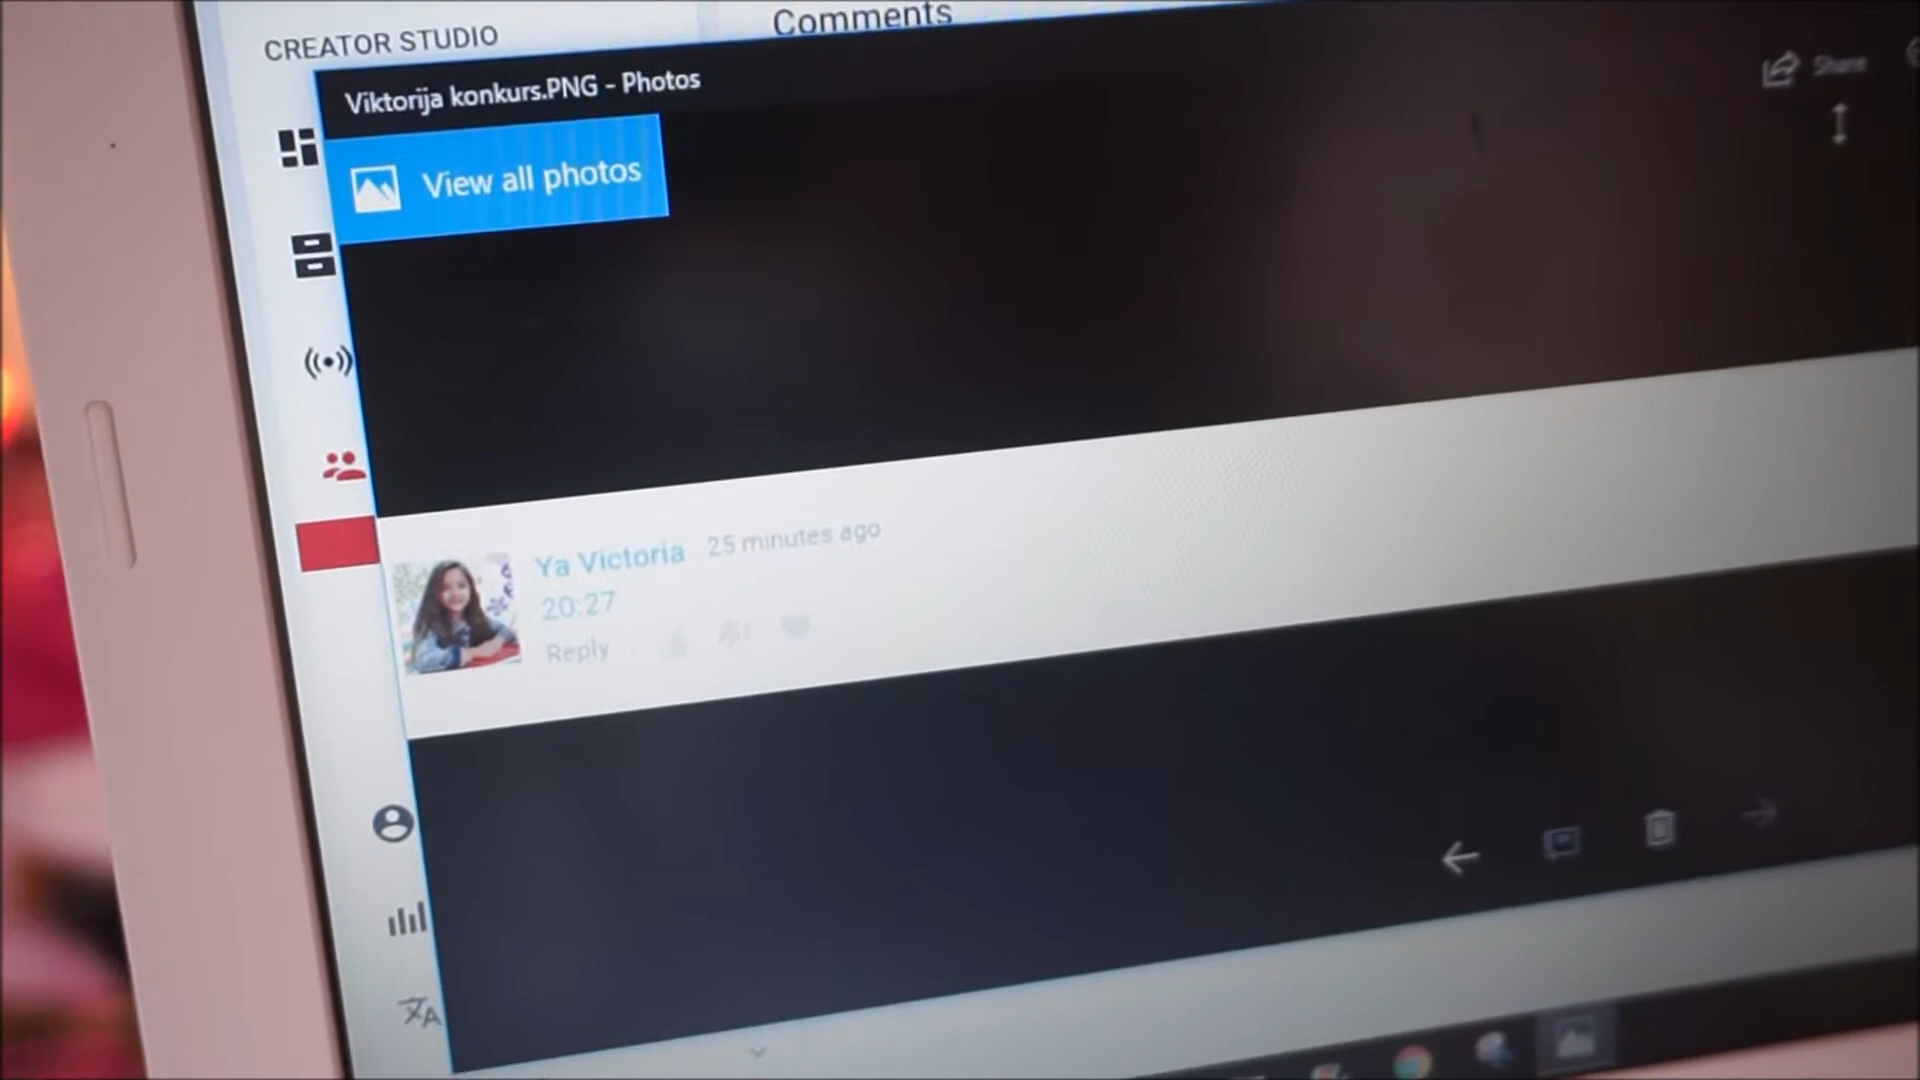 CREATOR STUDIO
Comments
Viktorija konkurs.PNG - Photos
Share
View all photos
Ya Victoria 25 minutes ago
20:27
Reply